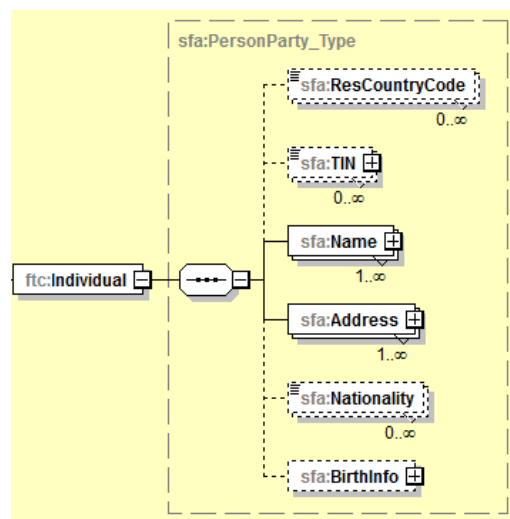 sfa:PersonParty_Type
sfa:ResCountryCode
0..∞
sfa:TIN
0..∞
sfa:Name
1..∞
ftc:Individual
sfa:Address
1..∞
sfa:Nationality
0..∞
sfa:BirthInfo